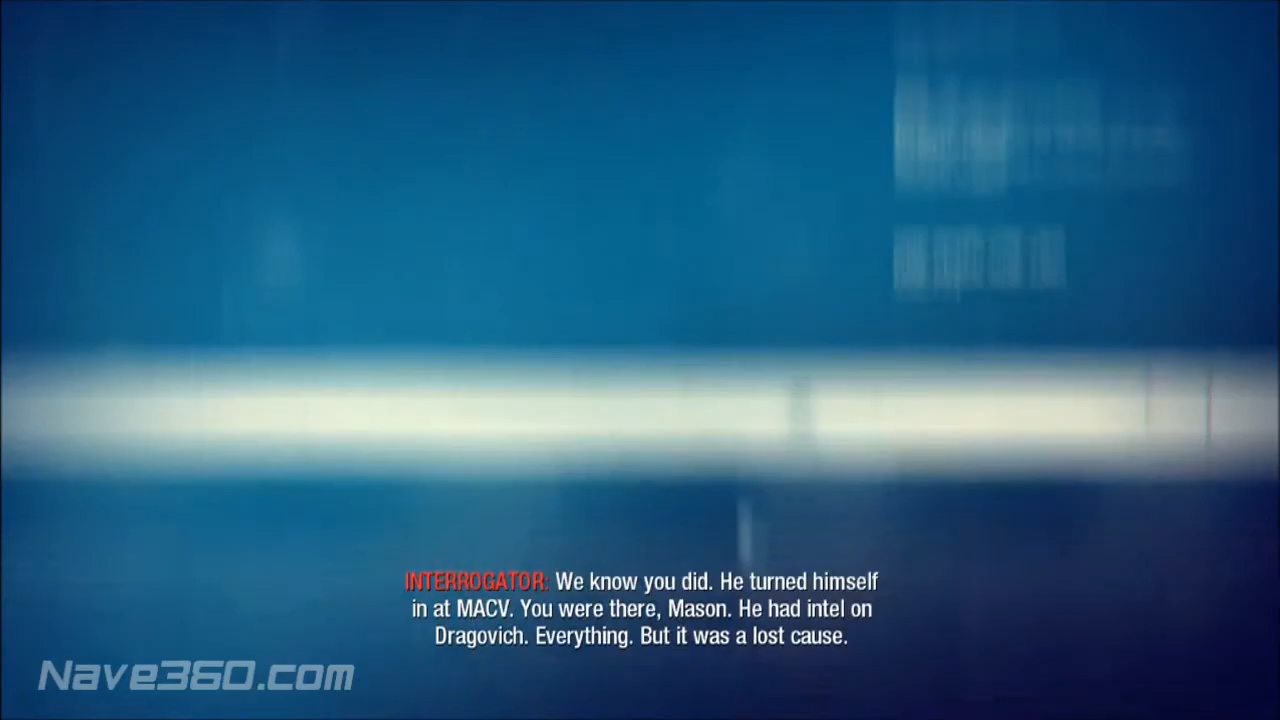 INTERROGATOR: We know you did. He turned himself
in at MACV. You were there, Mason. He had intel on
Dragovich. Everything. But it was a lost cause.
Nave360.com